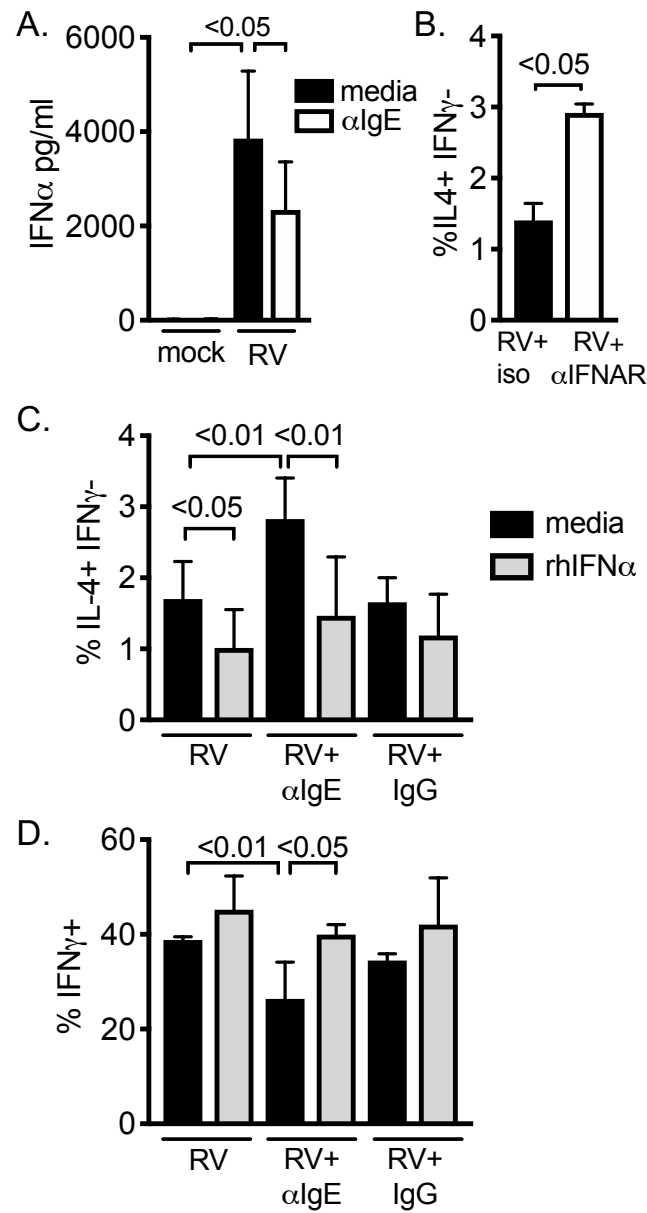 A.
IFNα pg/ml
6000
4000
2000
0
<0.05
media
αIgE
mock
RV
B.
%IL4+ IFNγ-
4
3
2
1
0
<0.05
RV+
iso
RV+
αIFNAR
C.
% IL-4+ IFNγ-
4
3
2
1
0
<0.01
<0.01
<0.05
media
rhIFNα
RV
RV+
αIgE
RV+
IgG
D.
% IFNγ+
60
40
20
0
<0.01
<0.05
RV
RV+
αIgE
RV+
IgG